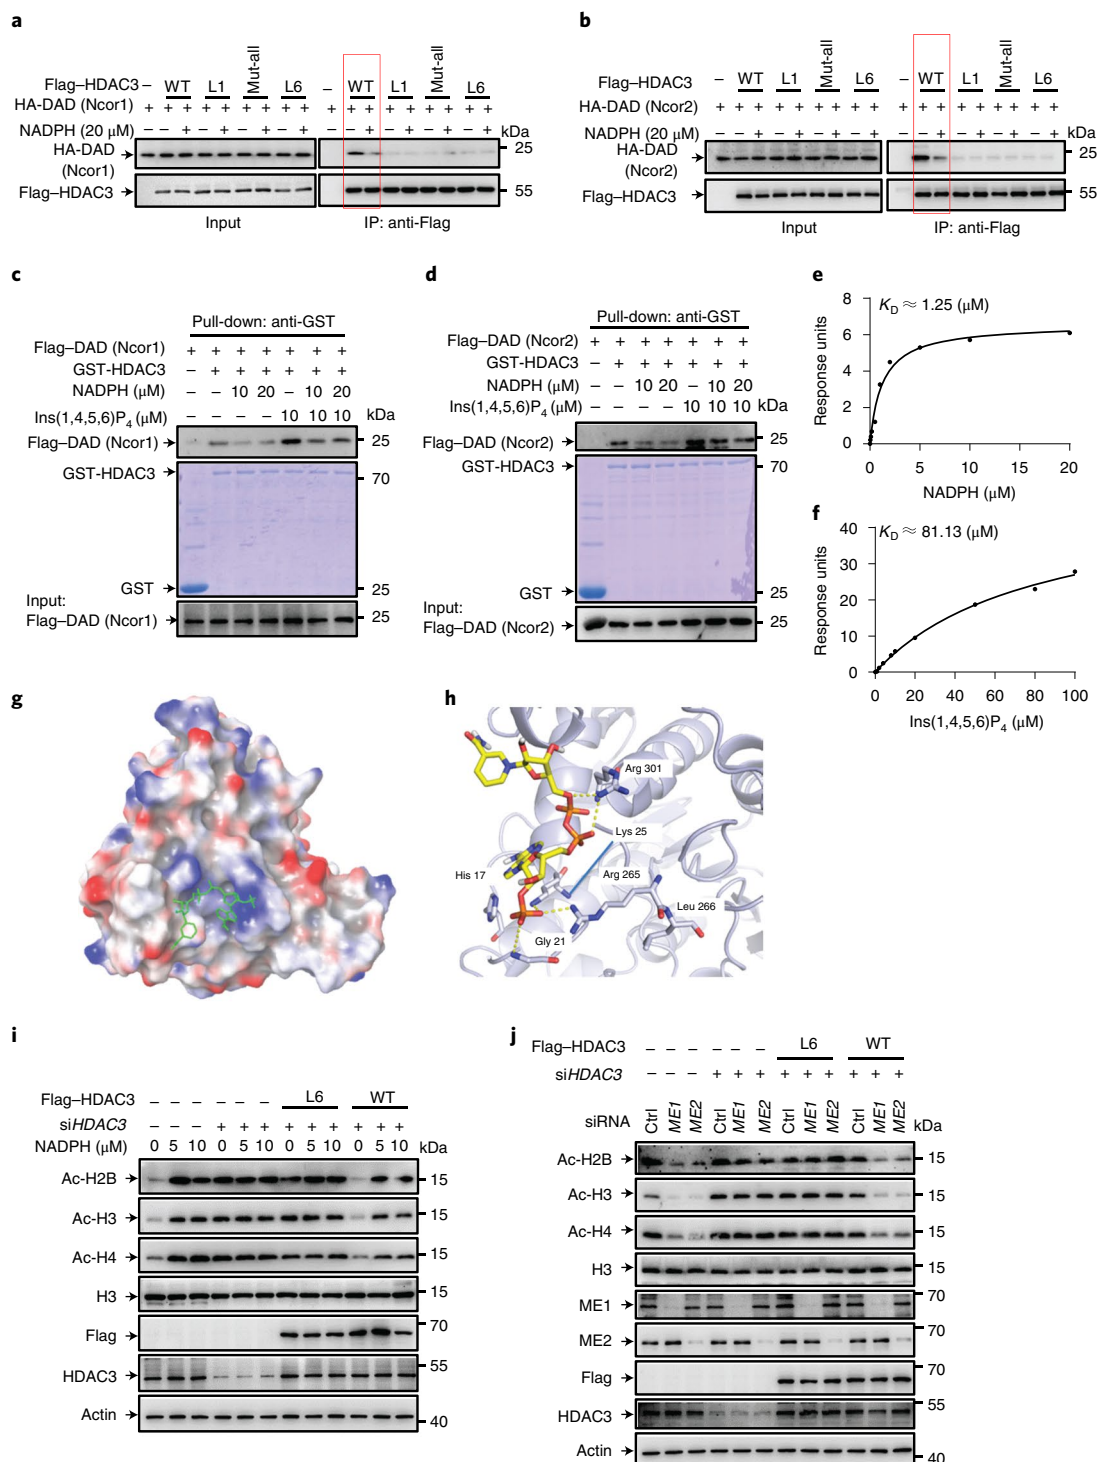 a
Flag–HDAC3 – WT L1 Mut-all L6 – WT L1 Mut-all L6
HA-DAD (Ncor1) + + + + + + + + + + + + + + + + + +
NADPH (20 μM) – – + – + – + – + – – + – + – + – + kDa
HA-DAD (Ncor1) 25
Flag–HDAC3 55
Input IP: anti-Flag
b
Flag–HDAC3 – WT L1 Mut-all L6 – WT L1 Mut-all L6
HA-DAD (Ncor2) + + + + + + + + + + + + + + + + + +
NADPH (20 μM) – – + – + – + – + – – + – + – + – + kDa
HA-DAD (Ncor2) 25
Flag–HDAC3 55
Input IP: anti-Flag
c
Pull-down: anti-GST
Flag–DAD (Ncor1) + + + + + + +
GST-HDAC3 – + + + + + +
NADPH (μM) – – 10 20 – 10 20
Ins(1,4,5,6)P4 (μM) – – – – 10 10 10 kDa
Flag–DAD (Ncor1) 25
GST-HDAC3 70
GST 25
Input:
Flag–DAD (Ncor1) 25
d
Pull-down: anti-GST
Flag–DAD (Ncor2) + + + + + + +
GST-HDAC3 – + + + + + +
NADPH (μM) – – 10 20 – 10 20
Ins(1,4,5,6)P4 (μM) – – – – 10 10 10 kDa
Flag–DAD (Ncor2) 25
GST-HDAC3 70
GST 25
Input:
Flag–DAD (Ncor2) 25
e
KD ≈ 1.25 (μM)
Response units
8
6
4
2
0
0 5 10 15 20
NADPH (μM)
f
KD ≈ 81.13 (μM)
Response units
40
30
20
10
0
0 20 40 60 80 100
Ins(1,4,5,6)P4 (μM)
g
h
Arg 301
Lys 25
His 17
Arg 265
Leu 266
Gly 21
i
Flag–HDAC3 – – – – – – L6 WT
siHDAC3 – – – + + + + + + + + +
NADPH (μM) 0 5 10 0 5 10 0 5 10 0 5 10 kDa
Ac-H2B 15
Ac-H3 15
Ac-H4 15
H3 15
Flag 70
HDAC3 55
Actin 40
j
Flag–HDAC3 – – – – – – L6 WT
siHDAC3 – – – + + + + + + + + +
siRNA Ctrl ME1 ME2 Ctrl ME1 ME2 Ctrl ME1 ME2 Ctrl ME1 ME2 kDa
Ac-H2B 15
Ac-H3 15
Ac-H4 15
H3 15
ME1 70
ME2 70
Flag 70
HDAC3 55
Actin 40